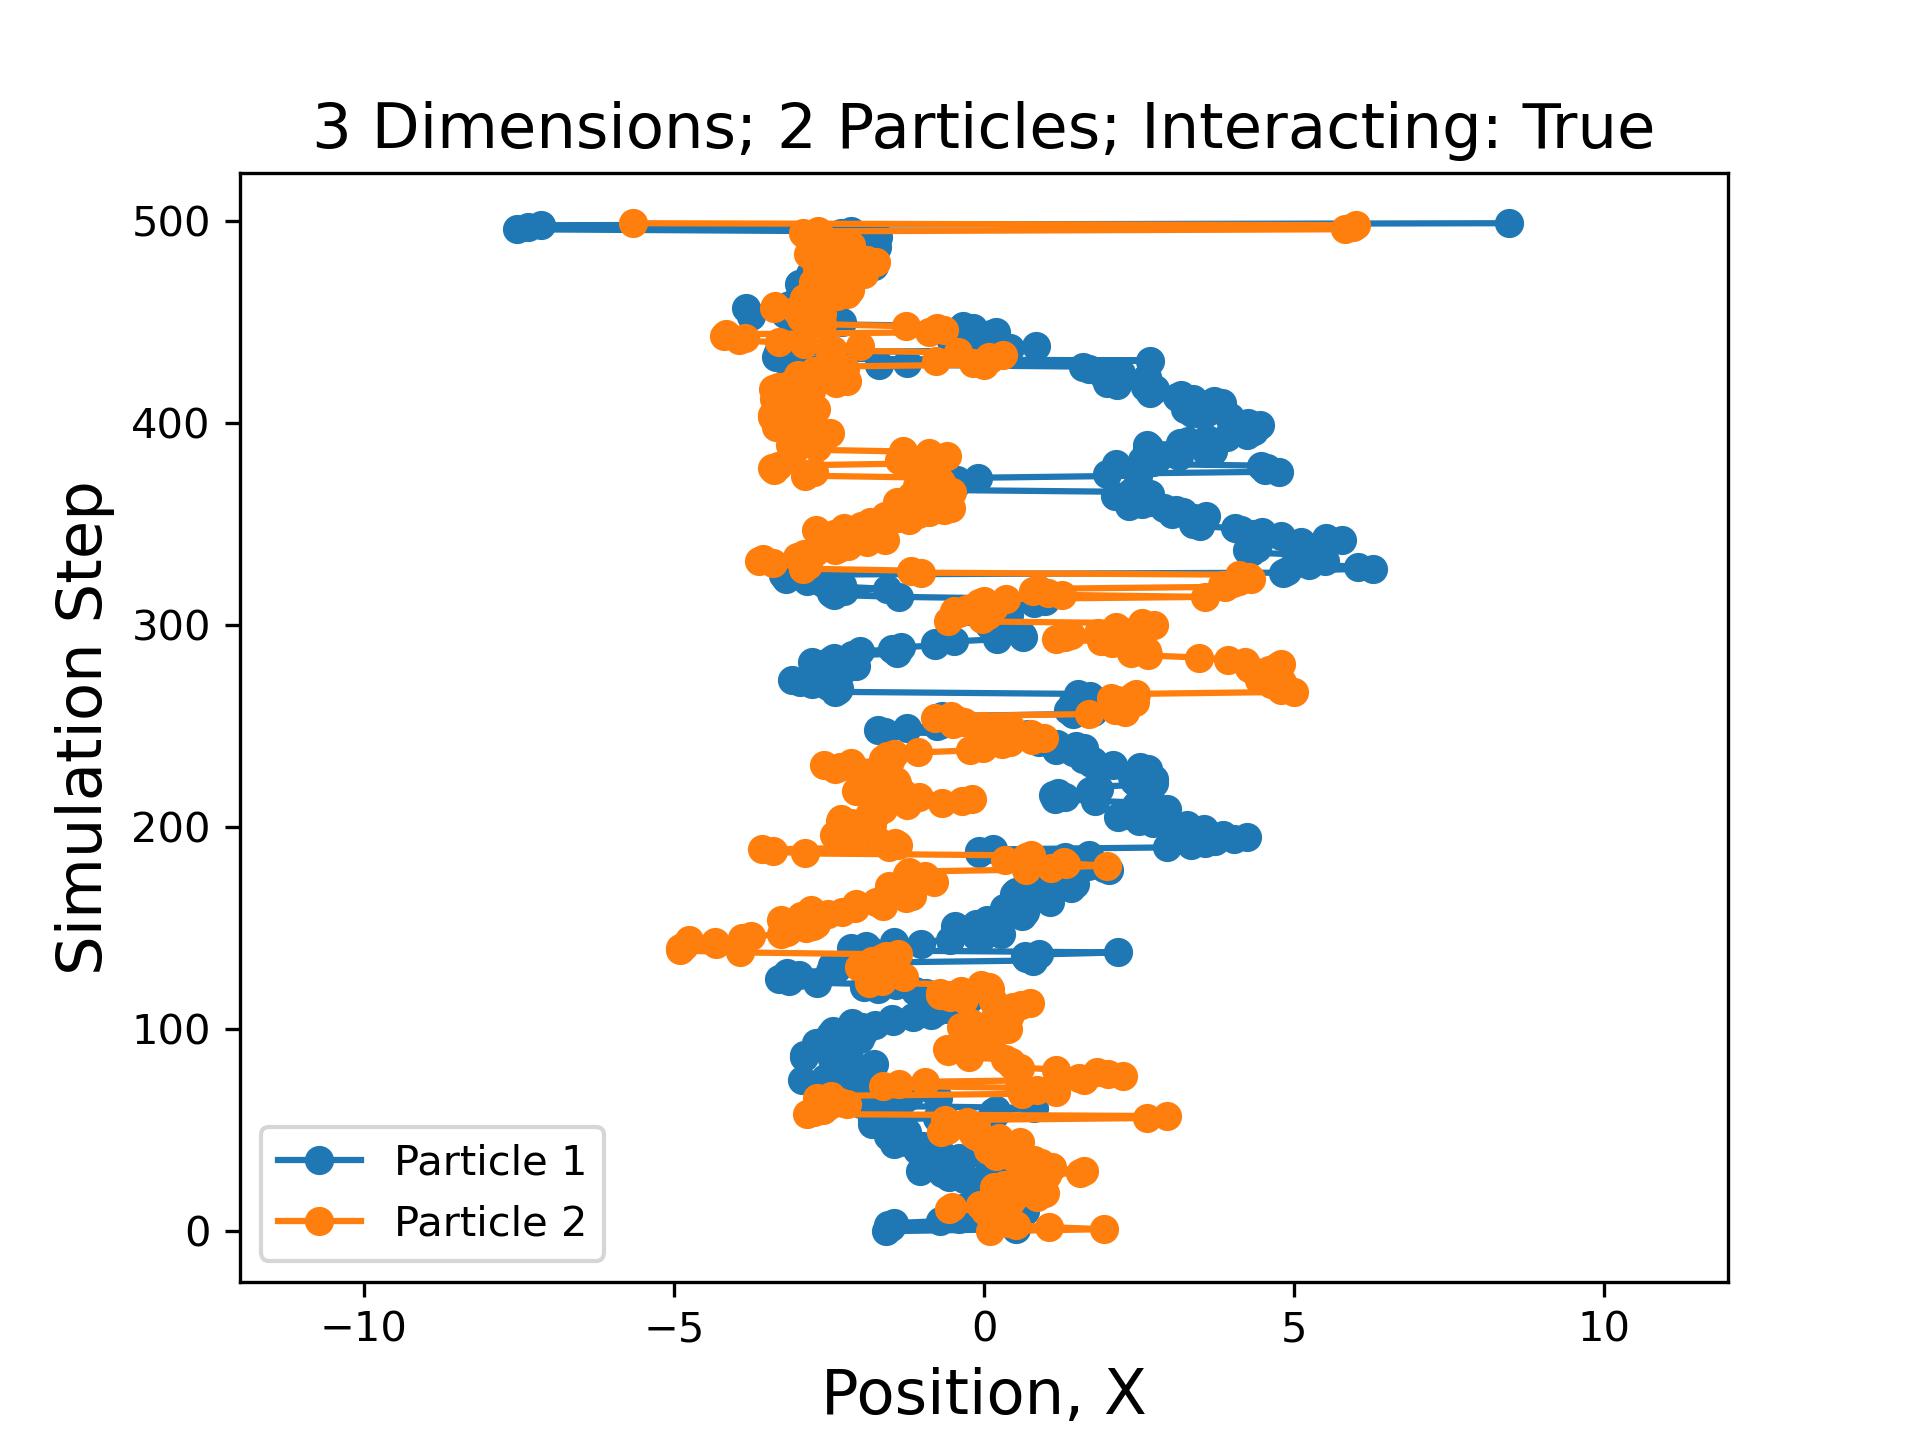 3 Dimensions; 2 Particles; Interacting: True
500
400
300
200
100
0
Simulation Step
Particle 1
Particle 2
−10
−5
0
5
10
Position, X